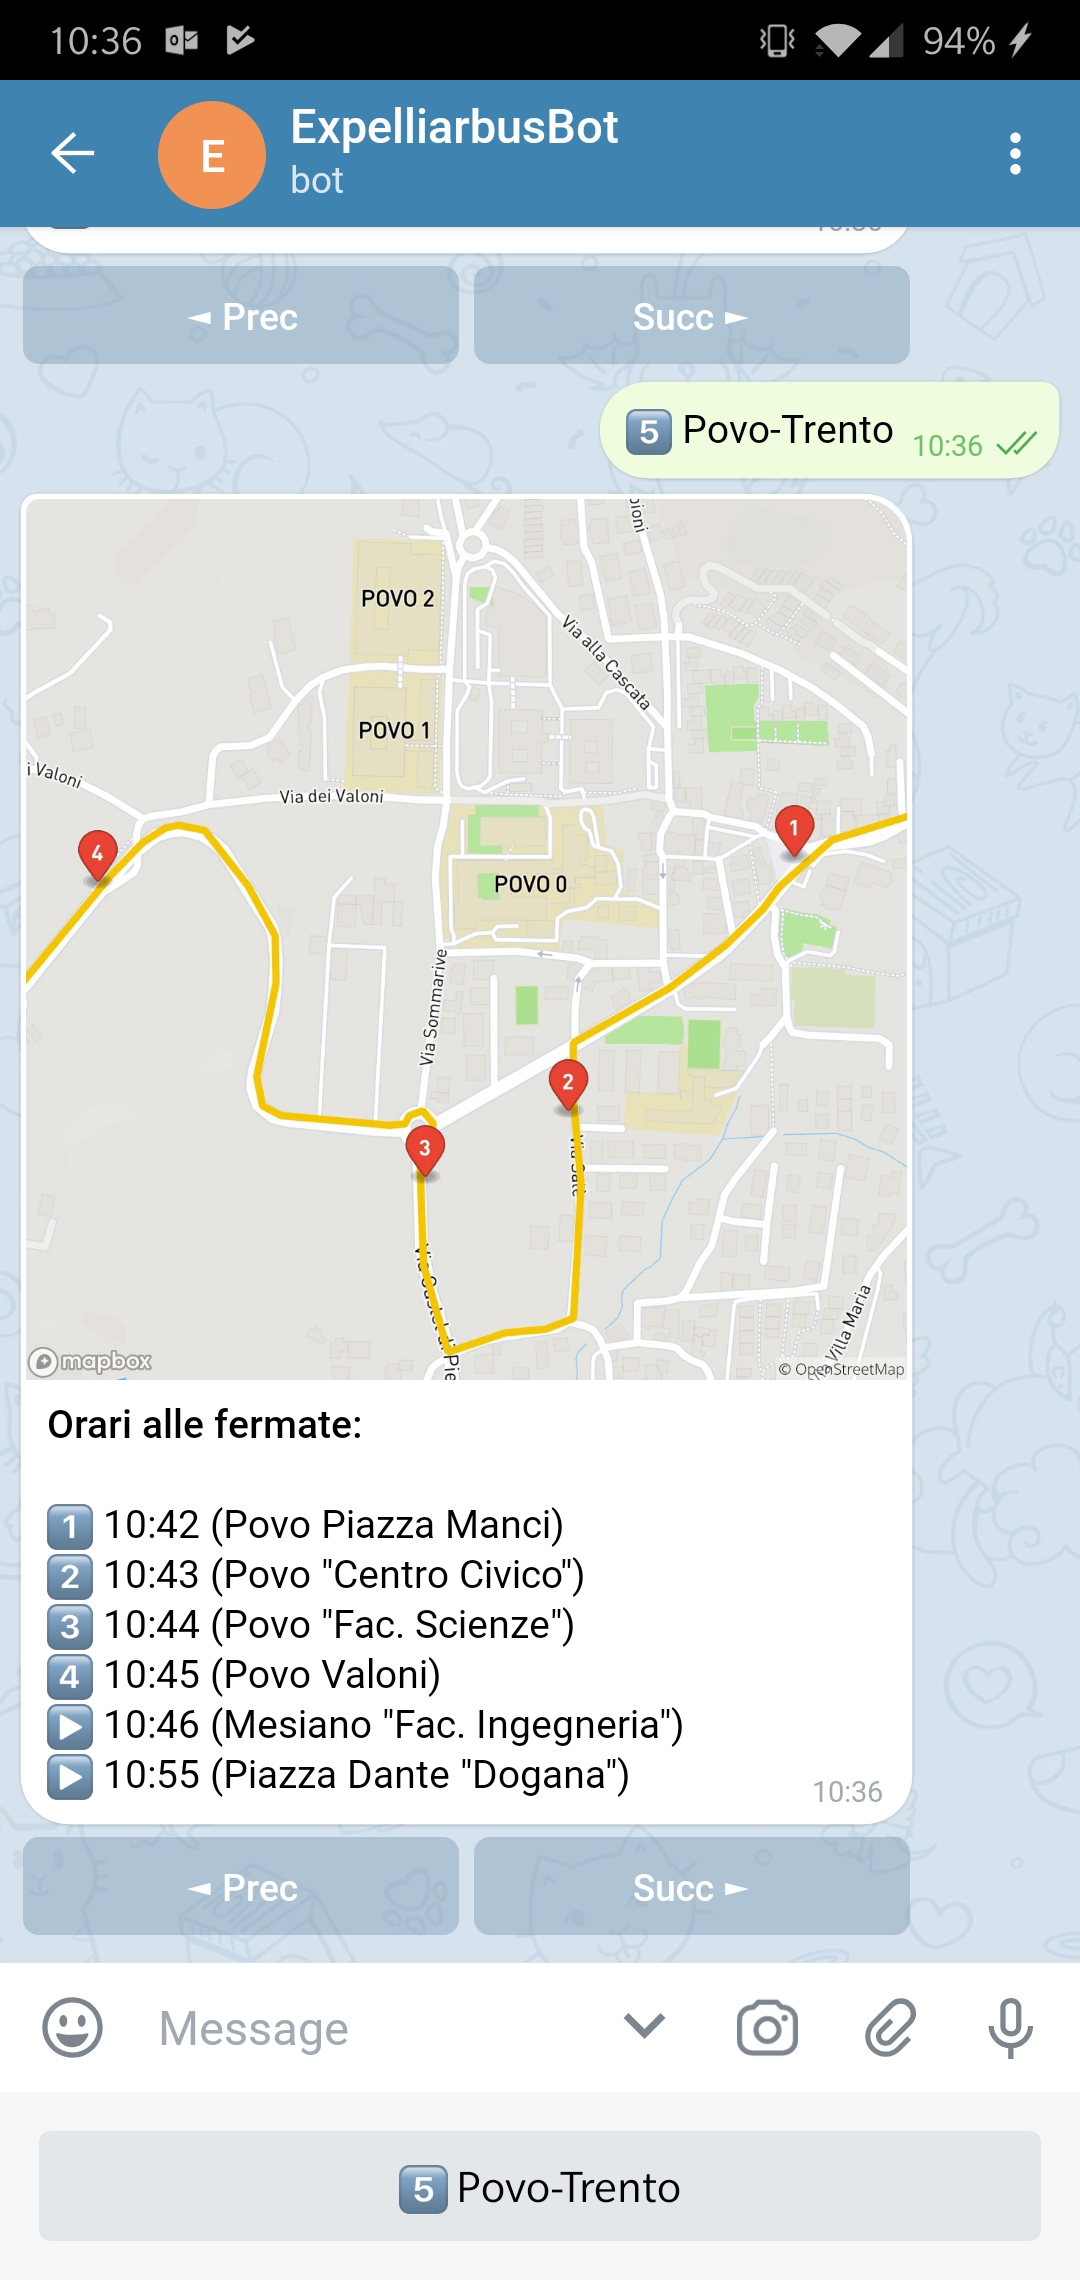 10:36
94%
E
ExpelliarbusBot
bot
◄ Prec
Succ ►
5 Povo-Trento
10:36
POVO 2
Via alla Cascata
POVO 1
i Valoni
Via dei Valoni
1
4
POVO 0
Via Sommarive
2
3
Villa Maria
mapbox
© OpenStreetMap
Orari alle fermate:
1 10:42 (Povo Piazza Manci)
2 10:43 (Povo "Centro Civico")
3 10:44 (Povo "Fac. Scienze")
4 10:45 (Povo Valoni)
▶ 10:46 (Mesiano "Fac. Ingegneria")
▶ 10:55 (Piazza Dante "Dogana")
10:36
◄ Prec
Succ ►
Message
5 Povo-Trento